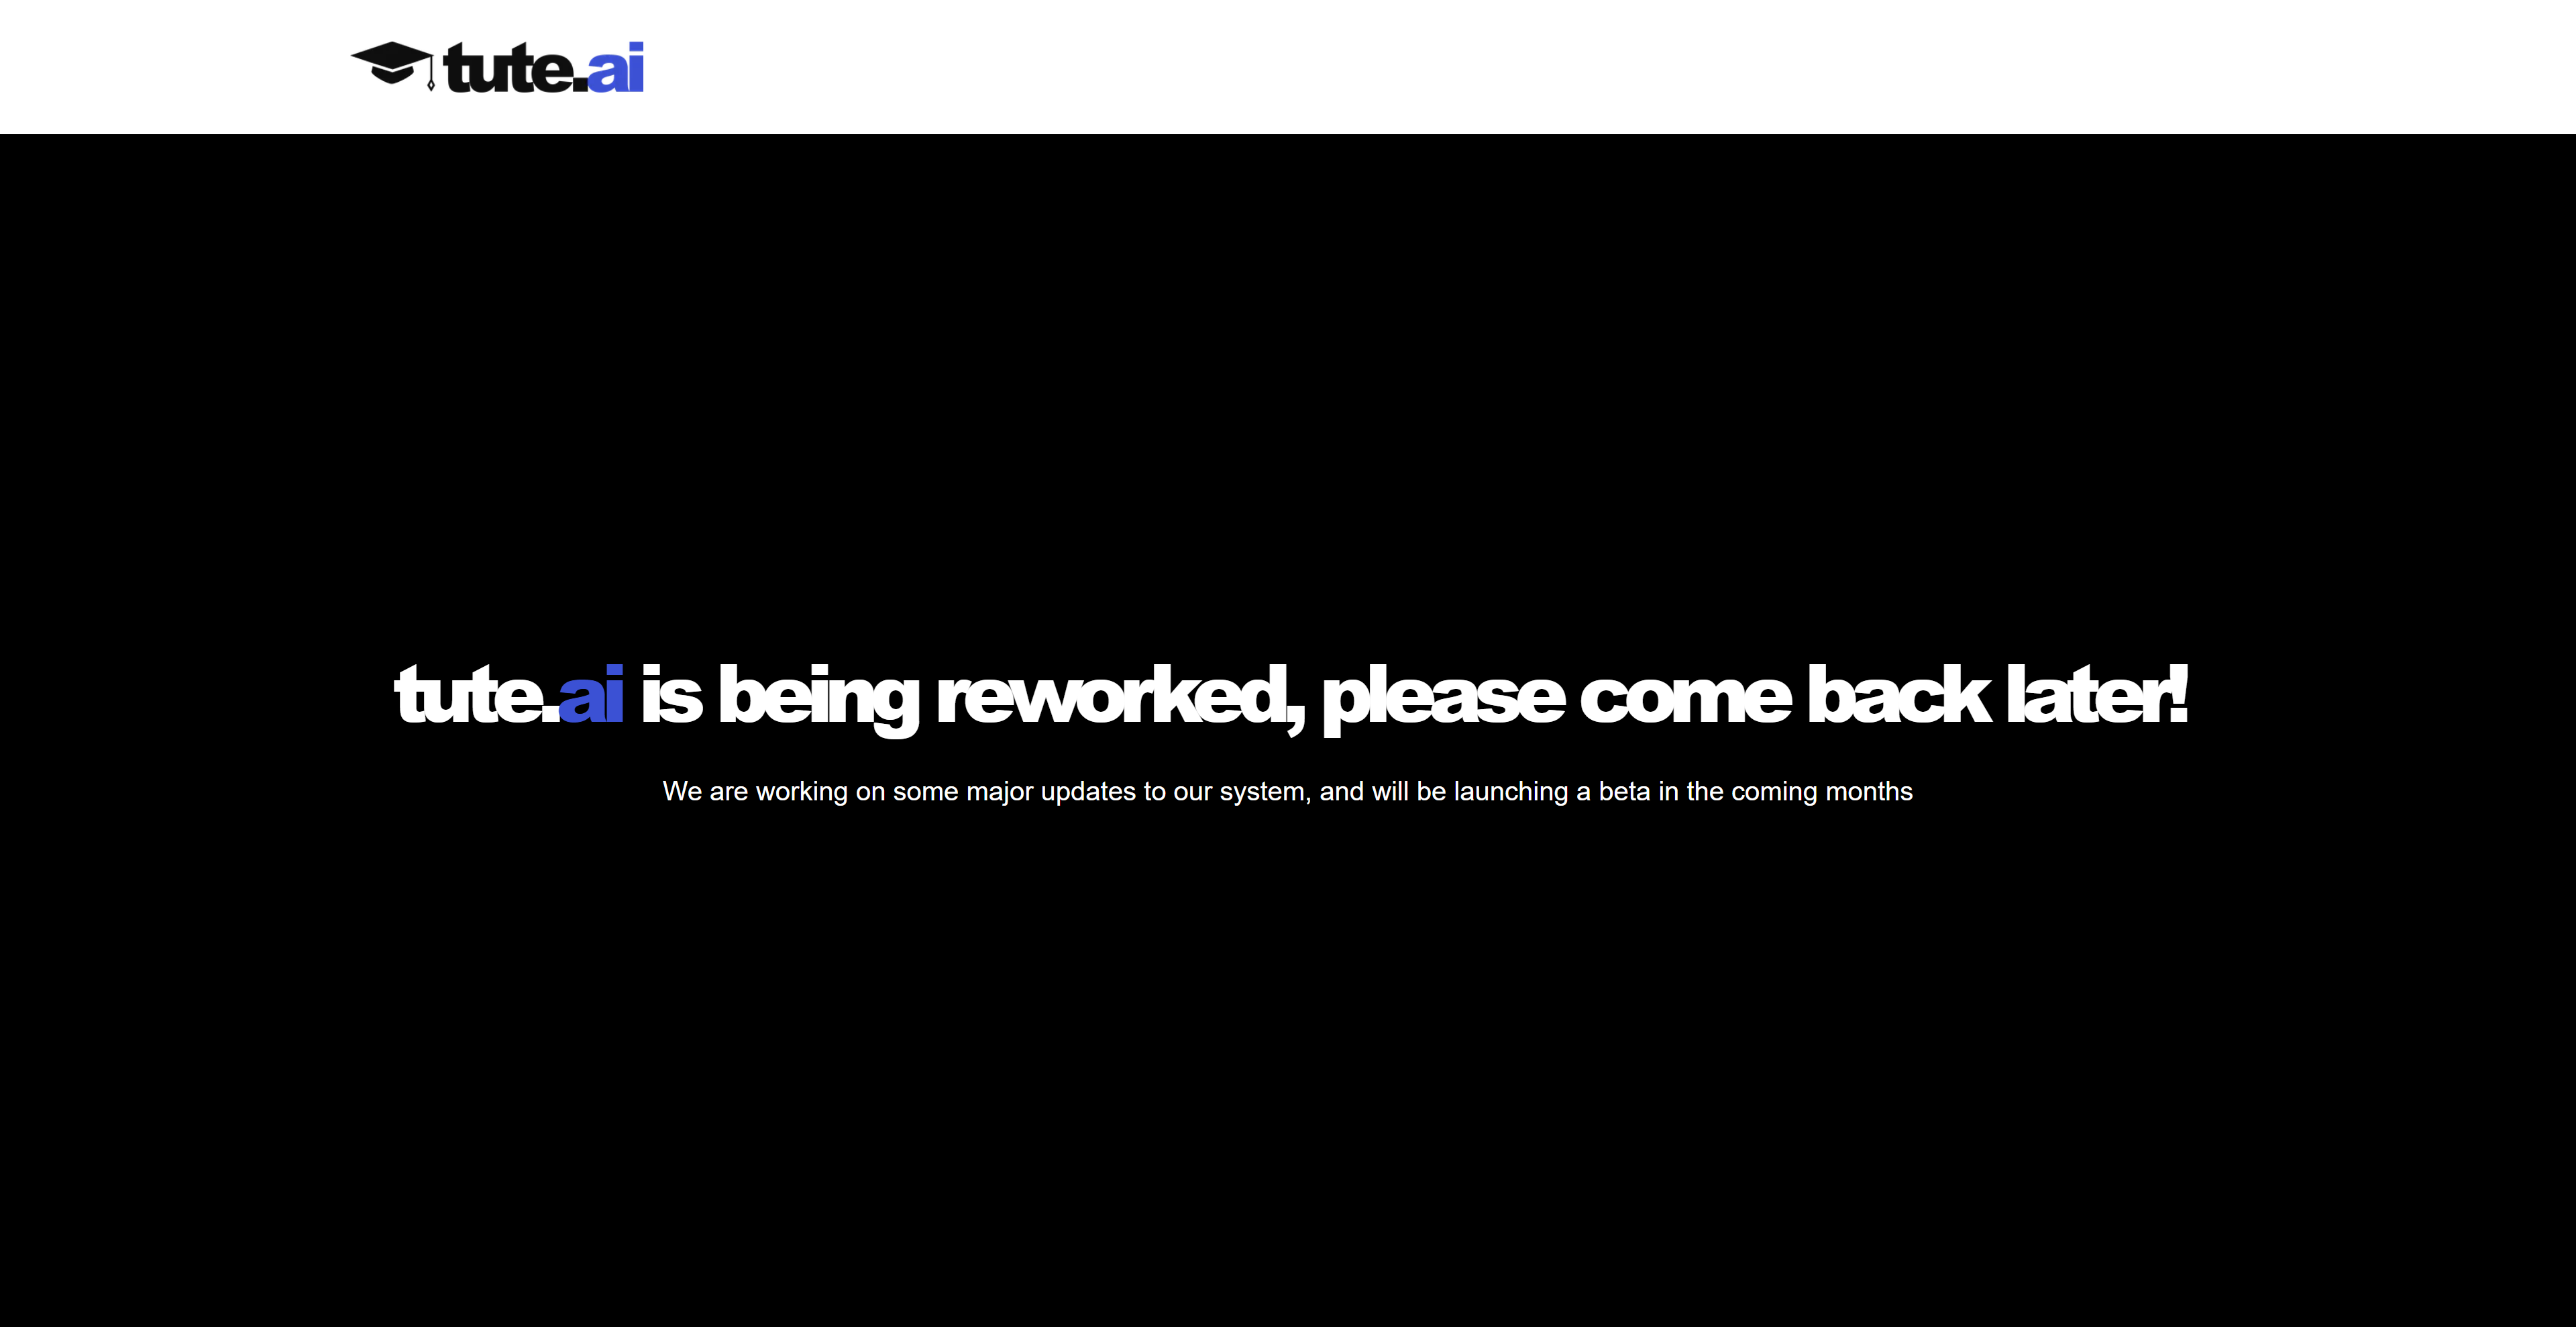 tute.ai
tute.ai is being reworked, please come back later!
We are working on some major updates to our system, and will be launching a beta in the coming months